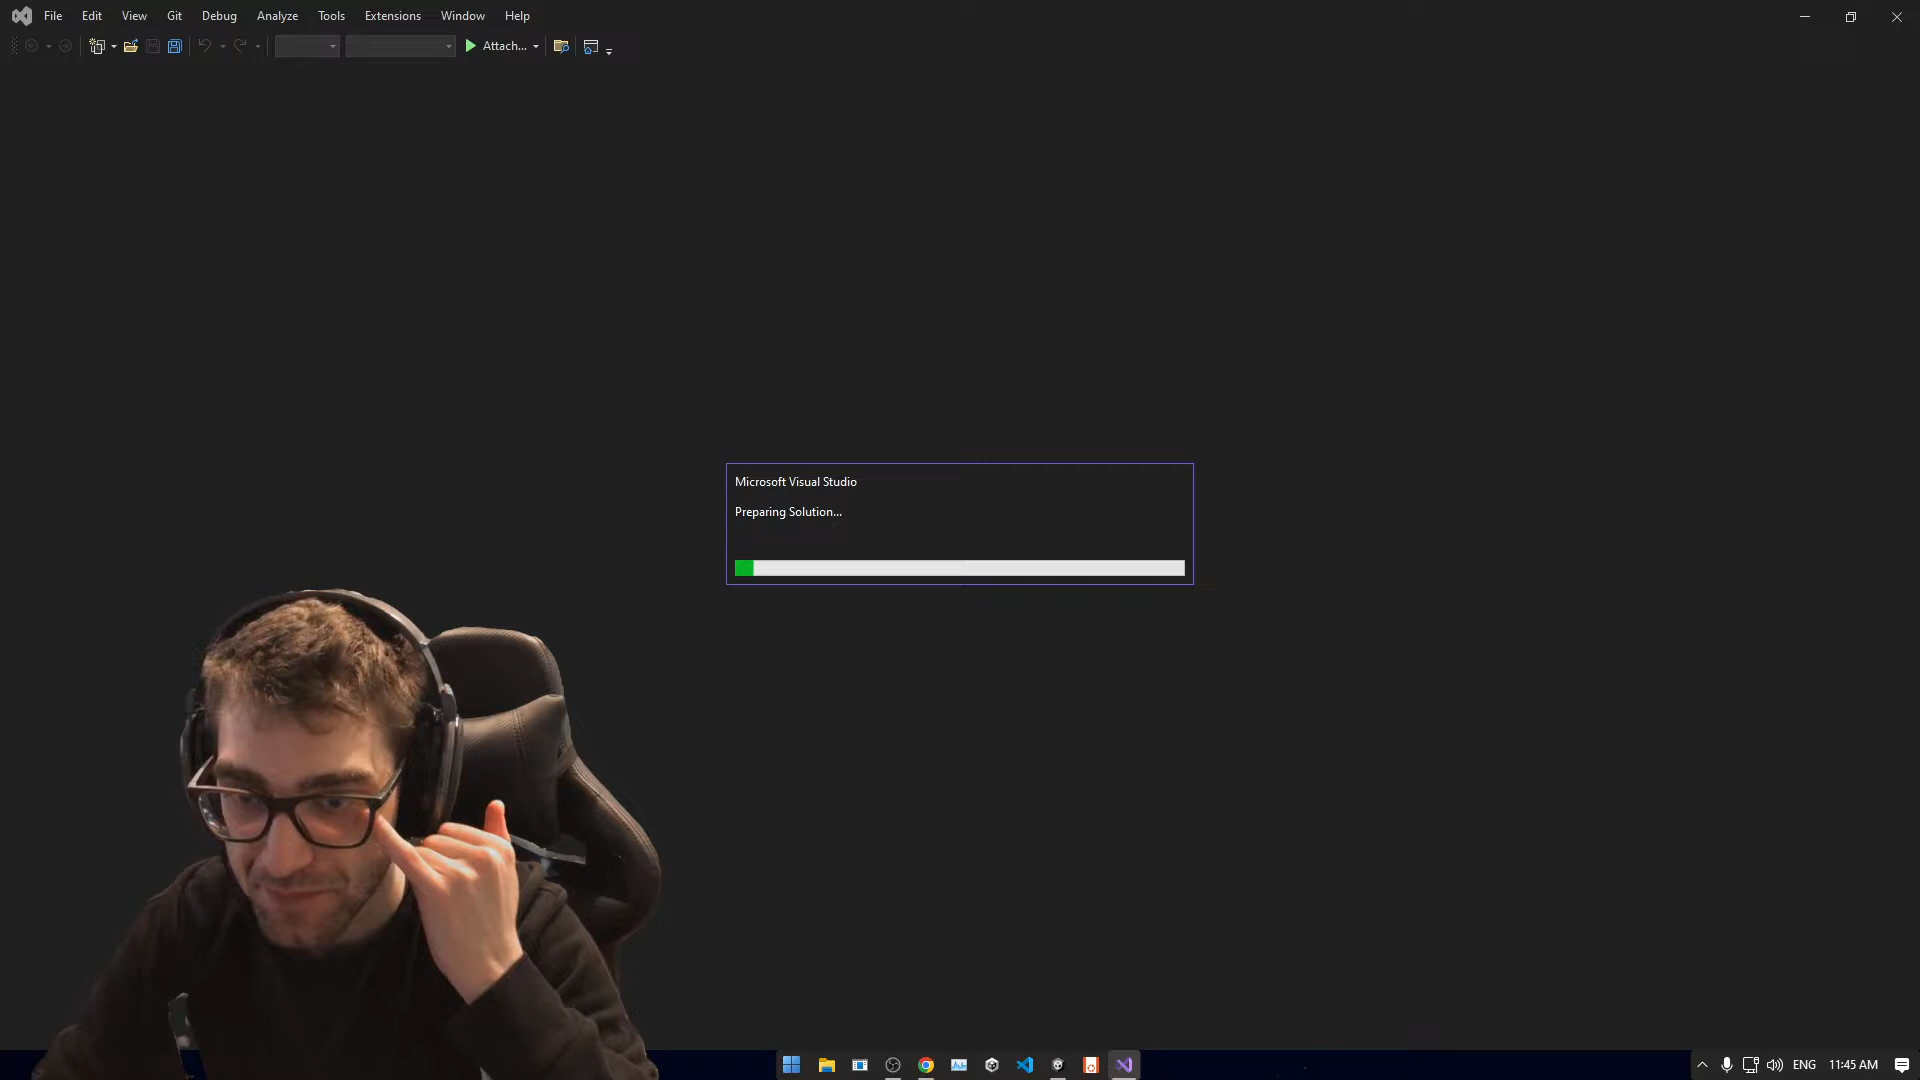 File Edit View Git Debug Analyze Tools Extensions Window Help
Attach...
Microsoft Visual Studio
Preparing Solution...
ENG 11:45 AM